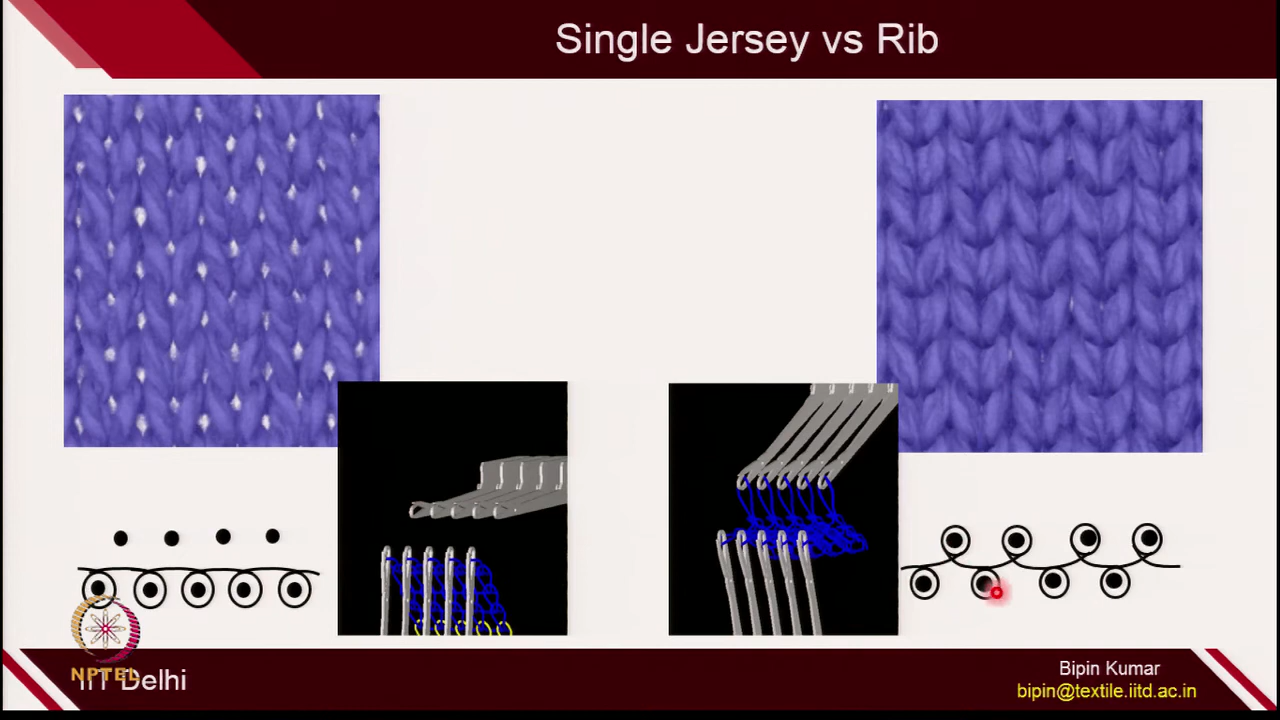 Single Jersey vs Rib
NPTEL
IIT Delhi
Bipin Kumar
bipin@textile.iitd.ac.in